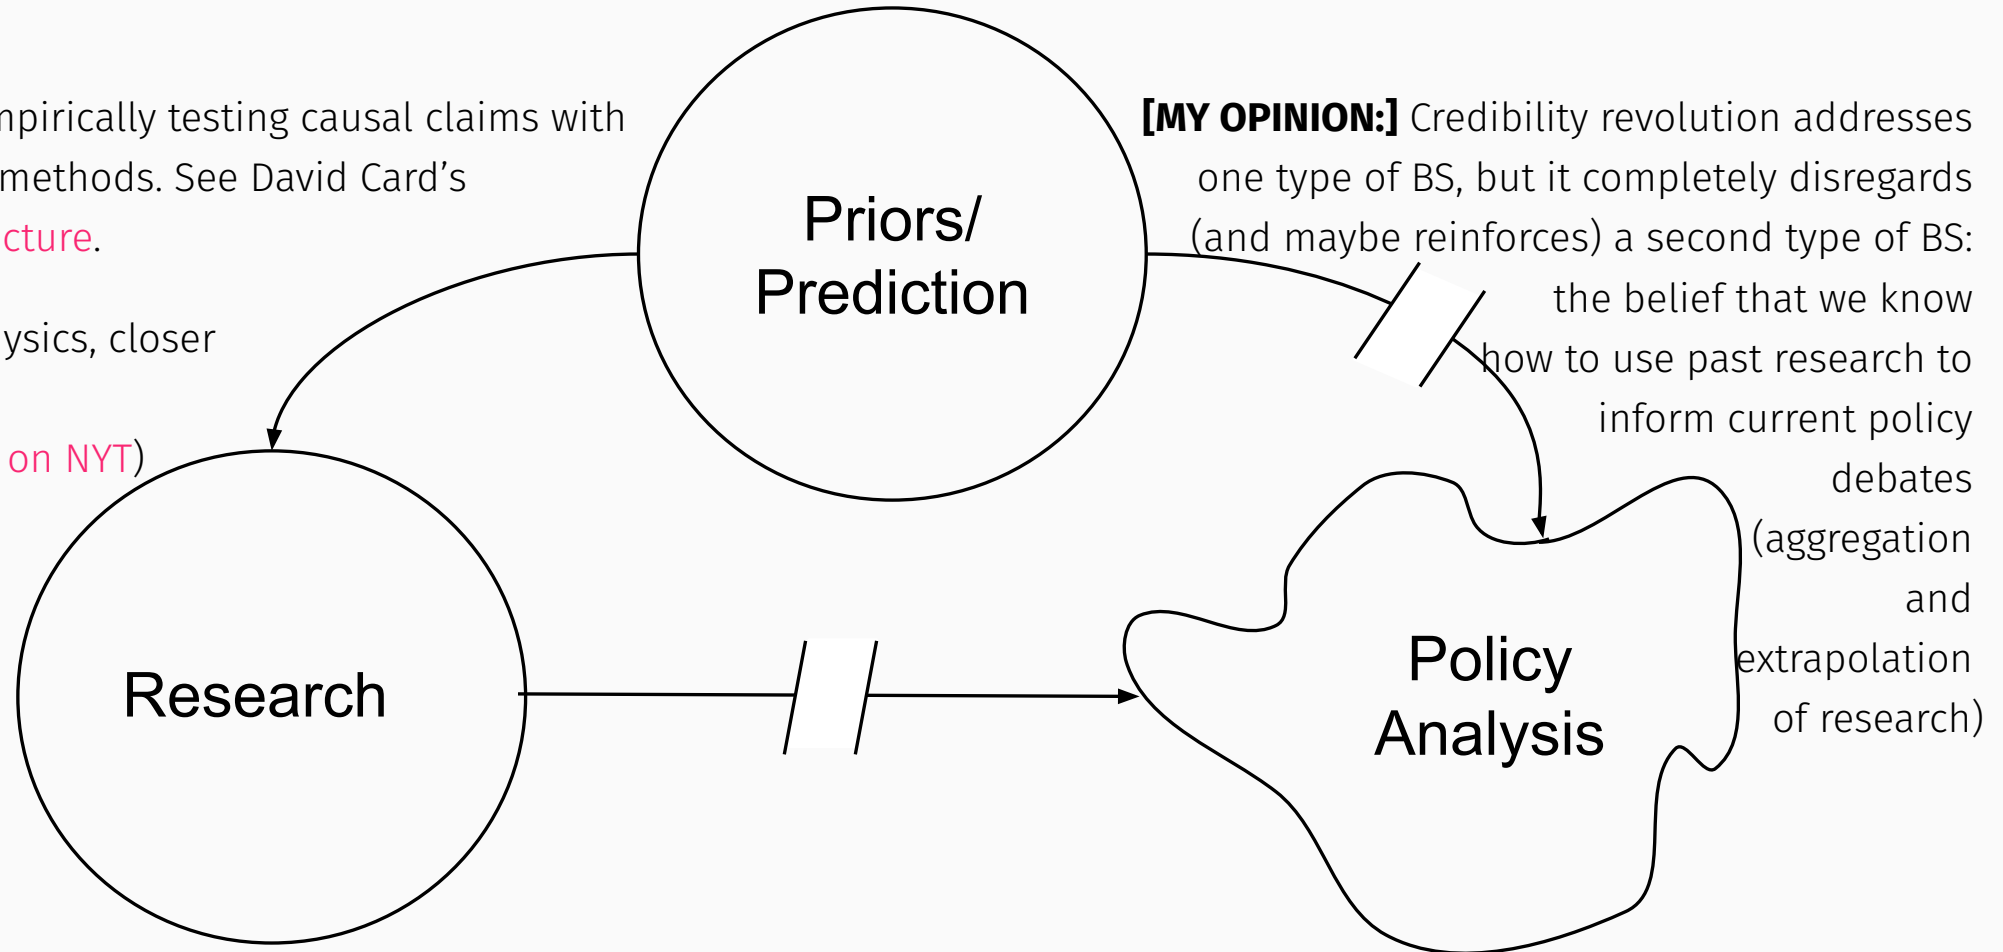 mpirically testing causal claims with
methods. See David Card’s
cture.
ysics, closer
on NYT)
Priors/
Prediction
[MY OPINION:] Credibility revolution addresses
one type of BS, but it completely disregards
(and maybe reinforces) a second type of BS:
the belief that we know
how to use past research to
inform current policy
debates
(aggregation
and
extrapolation
of research)
Research
Policy
Analysis